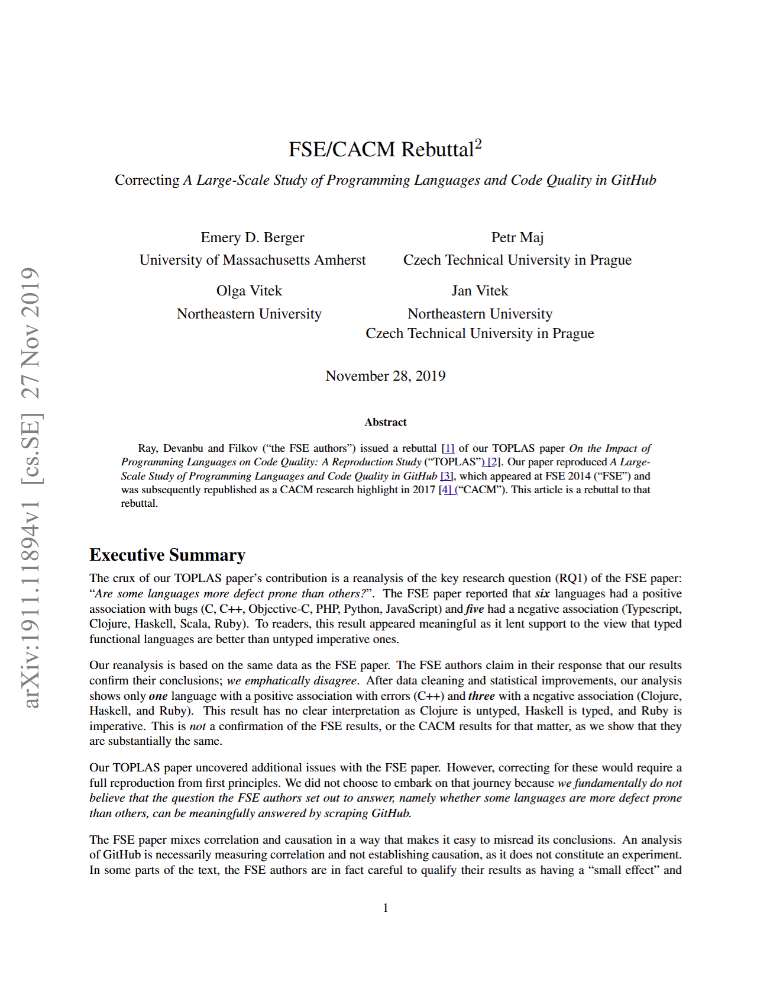 FSE/CACM Rebuttal²
Correcting A Large-Scale Study of Programming Languages and Code Quality in GitHub
Emery D. Berger
University of Massachusetts Amherst
Petr Maj
Czech Technical University in Prague
Olga Vitek
Northeastern University
Jan Vitek
Northeastern University
Czech Technical University in Prague
November 28, 2019
arXiv:1911.11894v1 [cs.SE] 27 Nov 2019
Abstract
Ray, Devanbu and Filkov (“the FSE authors”) issued a rebuttal [1] of our TOPLAS paper On the Impact of
Programming Languages on Code Quality: A Reproduction Study (“TOPLAS”) [2]. Our paper reproduced A Large-
Scale Study of Programming Languages and Code Quality in GitHub [3], which appeared at FSE 2014 (“FSE”) and
was subsequently republished as a CACM research highlight in 2017 [4] (“CACM”). This article is a rebuttal to that
rebuttal.
Executive Summary
The crux of our TOPLAS paper’s contribution is a reanalysis of the key research question (RQ1) of the FSE paper:
“Are some languages more defect prone than others?”. The FSE paper reported that six languages had a positive
association with bugs (C, C++, Objective-C, PHP, Python, JavaScript) and five had a negative association (Typescript,
Clojure, Haskell, Scala, Ruby). To readers, this result appeared meaningful as it lent support to the view that typed
functional languages are better than untyped imperative ones.
Our reanalysis is based on the same data as the FSE paper. The FSE authors claim in their response that our results
confirm their conclusions; we emphatically disagree. After data cleaning and statistical improvements, our analysis
shows only one language with a positive association with errors (C++) and three with a negative association (Clojure,
Haskell, and Ruby). This result has no clear interpretation as Clojure is untyped, Haskell is typed, and Ruby is
imperative. This is not a confirmation of the FSE results, or the CACM results for that matter, as we show that they
are substantially the same.
Our TOPLAS paper uncovered additional issues with the FSE paper. However, correcting for these would require a
full reproduction from first principles. We did not choose to embark on that journey because we fundamentally do not
believe that the question the FSE authors set out to answer, namely whether some languages are more defect prone
than others, can be meaningfully answered by scraping GitHub.
The FSE paper mixes correlation and causation in a way that makes it easy to misread its conclusions. An analysis
of GitHub is necessarily measuring correlation and not establishing causation, as it does not constitute an experiment.
In some parts of the text, the FSE authors are in fact careful to qualify their results as having a “small effect” and
1